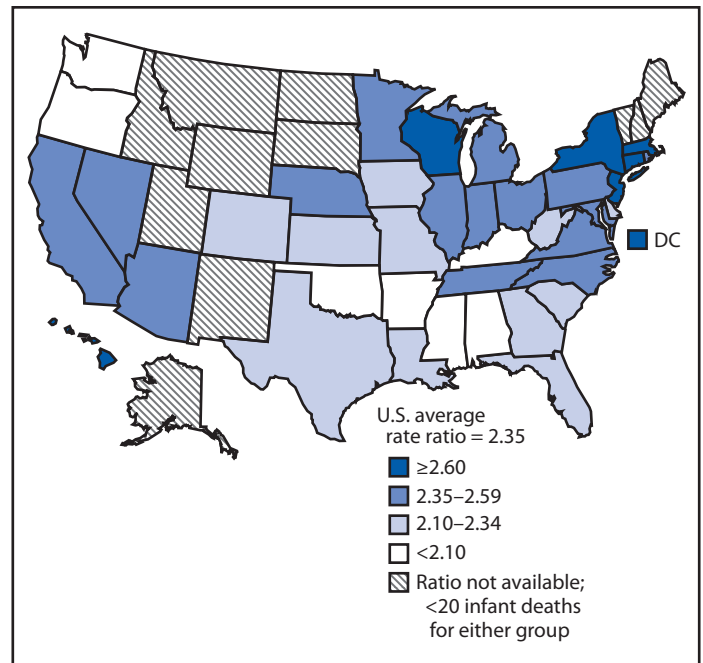 DC
U.S. average
rate ratio = 2.35
≥2.60
2.35–2.59
2.10–2.34
<2.10
Ratio not available;
<20 infant deaths
for either group